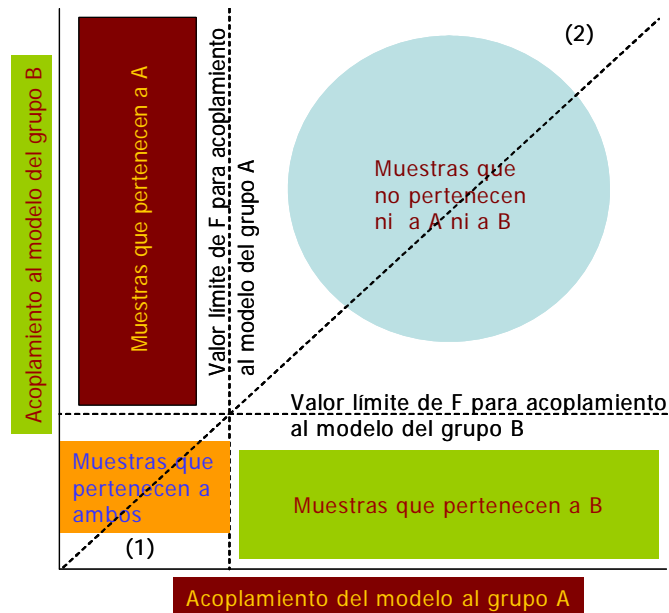 Acoplamiento al modelo del grupo B
Muestras que pertenecen a A
Valor límite de F para acoplamiento
al modelo del grupo A
(2)
Muestras que
no pertenecen
ni a A ni a B
Valor límite de F para acoplamiento
al modelo del grupo B
Muestras que
pertenecen a
ambos
(1)
Muestras que pertenecen a B
Acoplamiento del modelo al grupo A